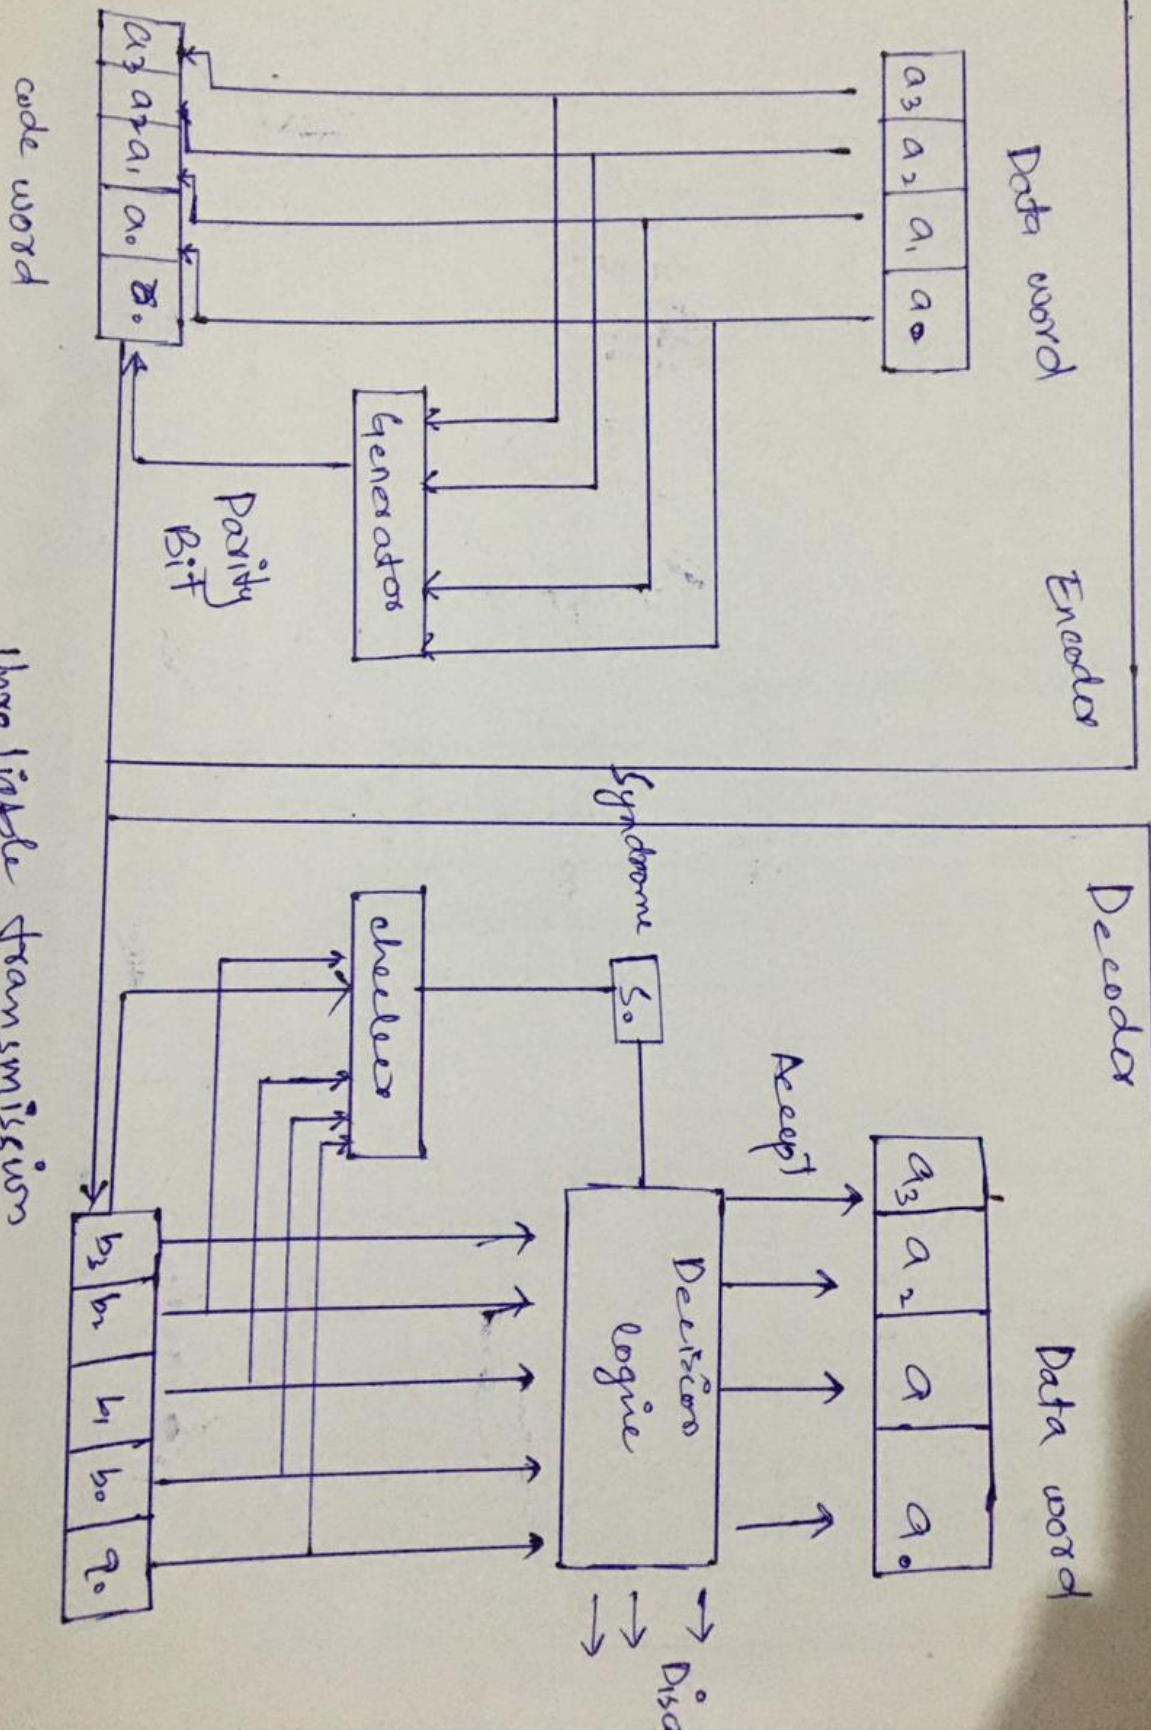 Encoder
Decoder
Data word
Data word
a3 a2 a1 a0
a3 a2 a1 a0
Accept
Syndrome
S0
Decision
logic
Generator
checker
Parity
Bit
a3 a2 a1 a0
b3 b2 b1 b0 q0
code word
transmission